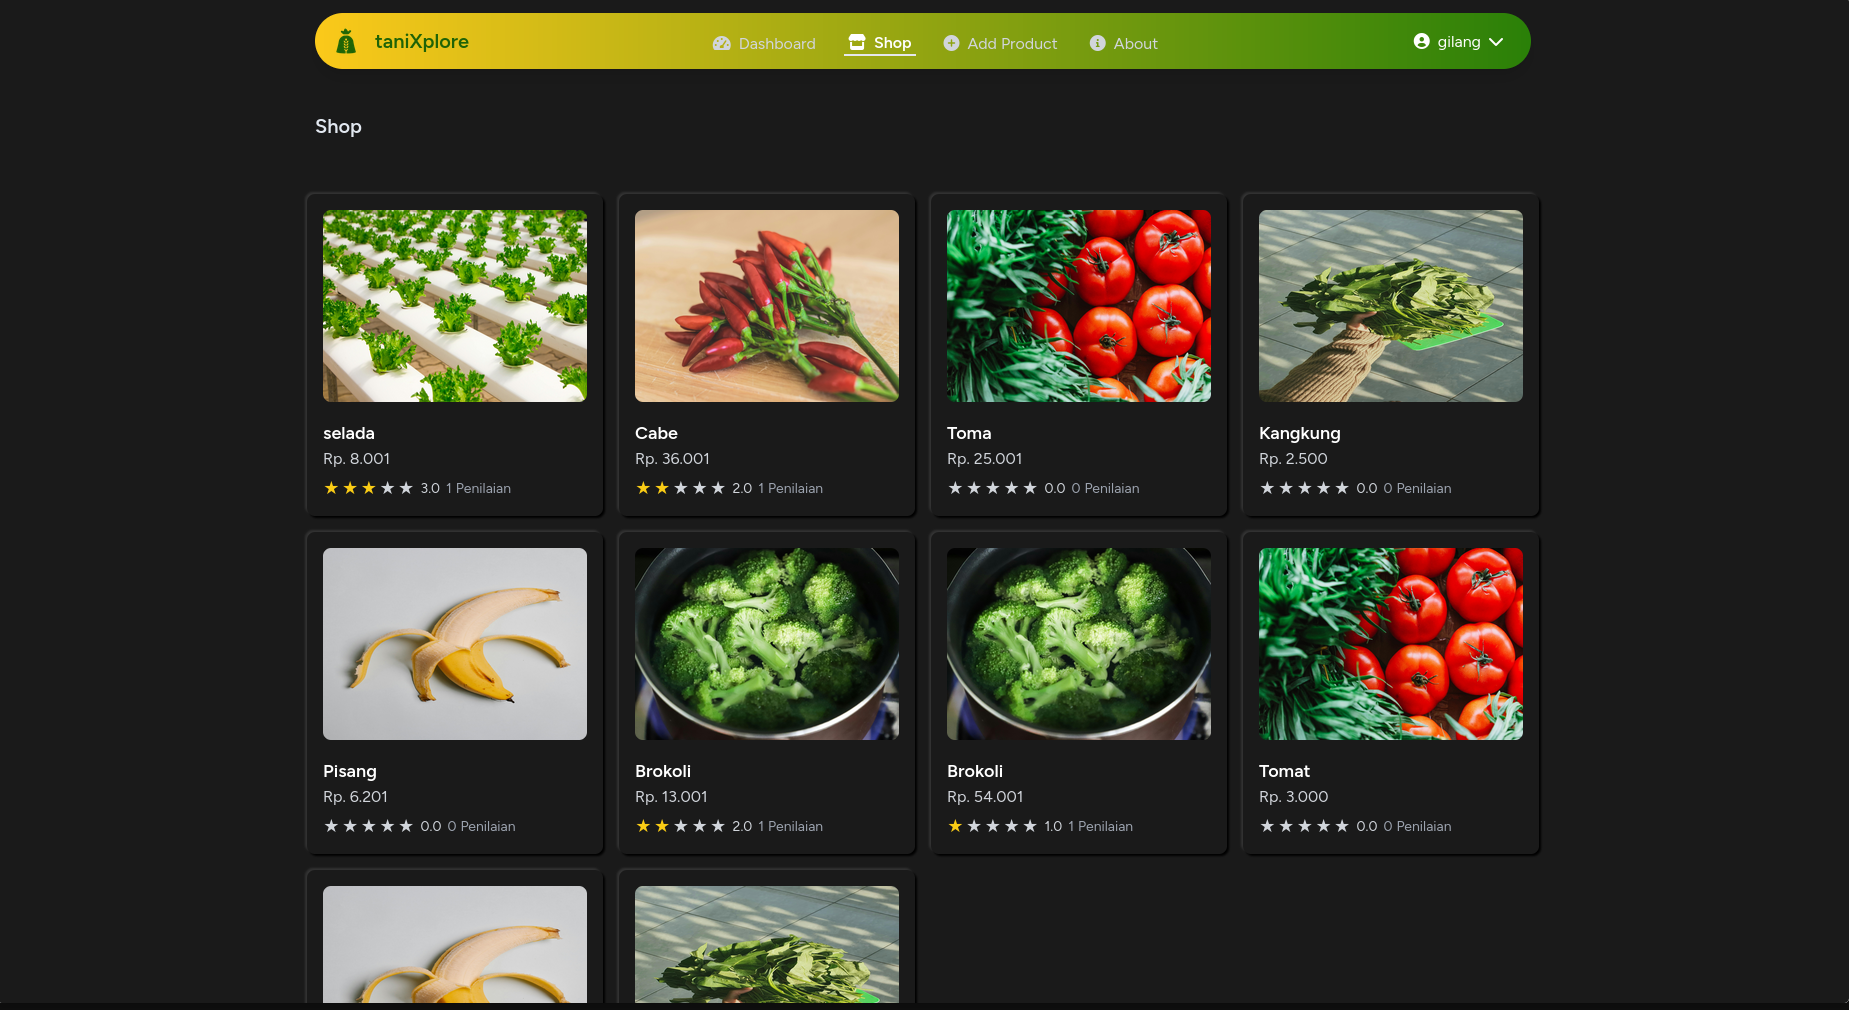 taniXplore
Dashboard
Shop
Add Product
About
gilang
Shop
selada
Rp. 8.001
3.0 1 Penilaian
Cabe
Rp. 36.001
2.0 1 Penilaian
Toma
Rp. 25.001
0.0 0 Penilaian
Kangkung
Rp. 2.500
0.0 0 Penilaian
Pisang
Rp. 6.201
0.0 0 Penilaian
Brokoli
Rp. 13.001
2.0 1 Penilaian
Brokoli
Rp. 54.001
1.0 1 Penilaian
Tomat
Rp. 3.000
0.0 0 Penilaian